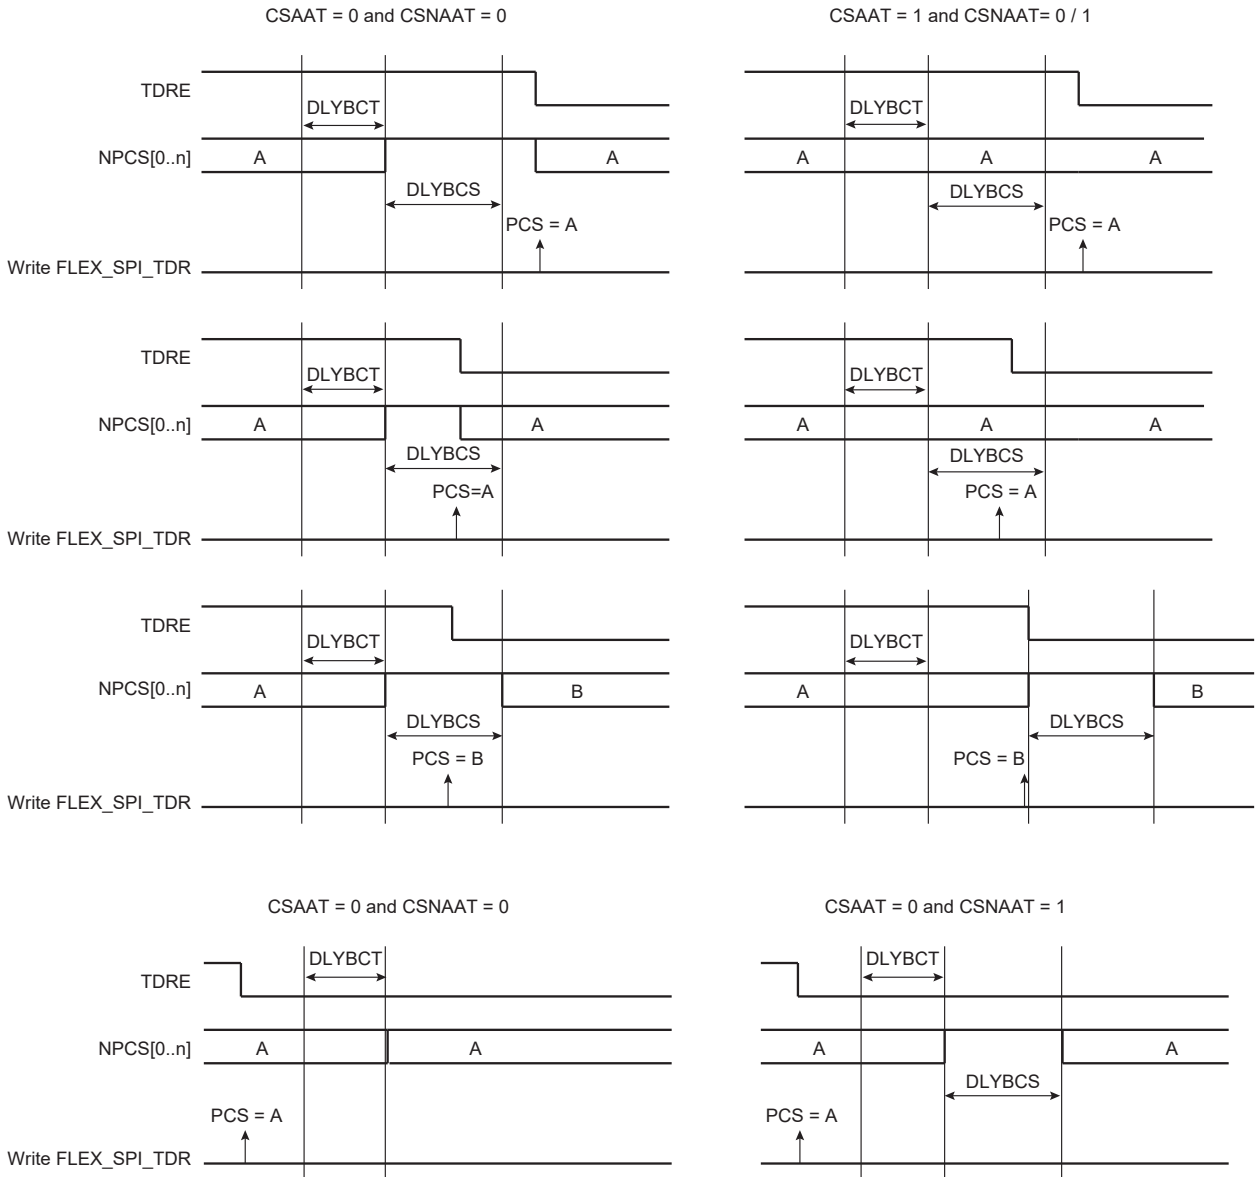 CSAAT = 0 and CSNAAT = 0
CSAAT = 1 and CSNAAT= 0 / 1
TDRE
DLYBCT
DLYBCT
NPCS[0..n]
A
A
A
A
A
DLYBCS
DLYBCS
PCS = A
PCS = A
Write FLEX_SPI_TDR
TDRE
DLYBCT
DLYBCT
NPCS[0..n]
A
A
A
A
A
DLYBCS
DLYBCS
PCS=A
PCS = A
Write FLEX_SPI_TDR
TDRE
DLYBCT
DLYBCT
NPCS[0..n]
A
B
A
B
DLYBCS
DLYBCS
PCS = B
PCS = B
Write FLEX_SPI_TDR
CSAAT = 0 and CSNAAT = 0
CSAAT = 0 and CSNAAT = 1
DLYBCT
DLYBCT
TDRE
NPCS[0..n]
A
A
A
A
DLYBCS
PCS = A
PCS = A
Write FLEX_SPI_TDR